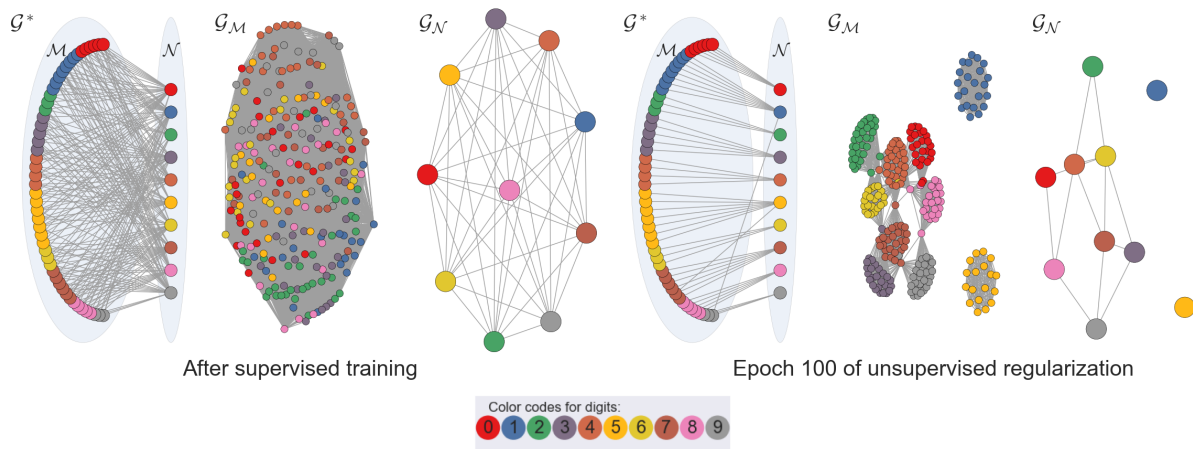 𝒢* 𝒢_ℳ 𝒢_𝒩 𝒢* 𝒢_ℳ 𝒢_𝒩
ℳ 𝒩 ℳ 𝒩
After supervised training
Epoch 100 of unsupervised regularization
Color codes for digits:
0 1 2 3 4 5 6 7 8 9